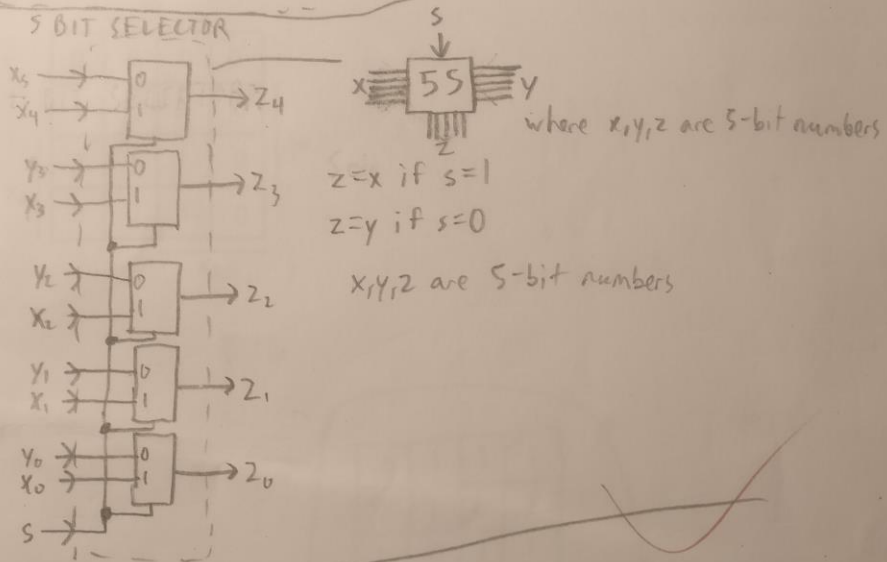 5 BIT SELECTOR
X5 0
X4 1
Z4
Y3 0
X3 1
Z3
Y2 0
X2 1
Z2
Y1 0
X1 1
Z1
Y0 0
X0 1
Z0
S
S
X 5S Y
Z
where x,y,z are 5-bit numbers
z=x if s=1
z=y if s=0
x,y,z are 5-bit numbers